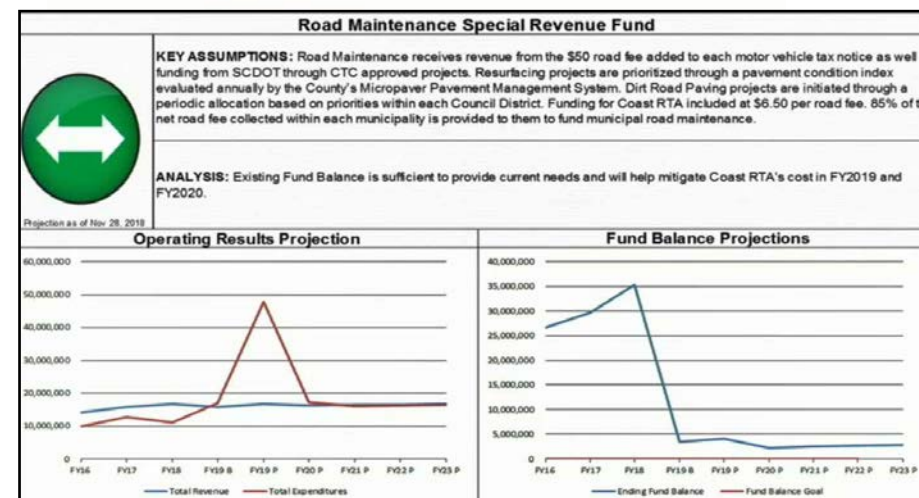 Road Maintenance Special Revenue Fund
KEY ASSUMPTIONS: Road Maintenance receives revenue from the $50 road fee added to each motor vehicle tax notice as well
funding from SCDOT through CTC approved projects. Resurfacing projects are prioritized through a pavement condition index
evaluated annually by the County's Micropaver Pavement Management System. Dirt Road Paving projects are initiated through a
periodic allocation based on priorities within each Council District. Funding for Coast RTA included at $6.50 per road fee. 85% of
net road fee collected within each municipality is provided to them to fund municipal road maintenance.
ANALYSIS: Existing Fund Balance is sufficient to provide current needs and will help mitigate Coast RTA's cost in FY2019 and
FY2020.
Projection as of Nov 28, 2018
Operating Results Projection
60,000,000
50,000,000
40,000,000
30,000,000
20,000,000
10,000,000
0
FY16 FY17 FY18 FY19 B FY19 P FY20 P FY21 P FY22 P FY23 P
Total Revenue Total Expenditures
Fund Balance Projections
40,000,000
35,000,000
30,000,000
25,000,000
20,000,000
15,000,000
10,000,000
5,000,000
0
FY16 FY17 FY18 FY19 B FY19 P FY20 P FY21 P FY22 P FY23 P
Ending Fund Balance Fund Balance Goal